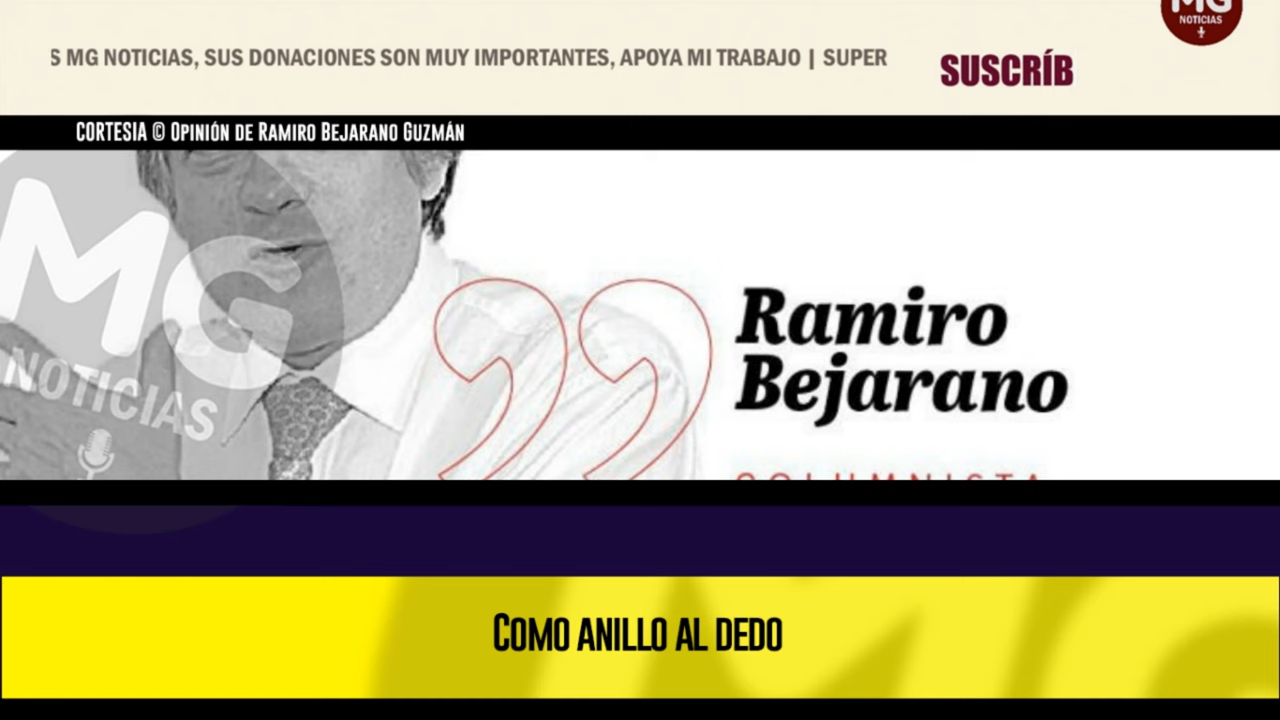 MG
NOTICIAS
S MG NOTICIAS, SUS DONACIONES SON MUY IMPORTANTES, APOYA MI TRABAJO | SUPER
SUSCRÍB
CORTESIA © OPINIÓN DE RAMIRO BEJARANO GUZMÁN
MG
NOTICIAS
Ramiro
Bejarano
COLUMNISTA
COMO ANILLO AL DEDO